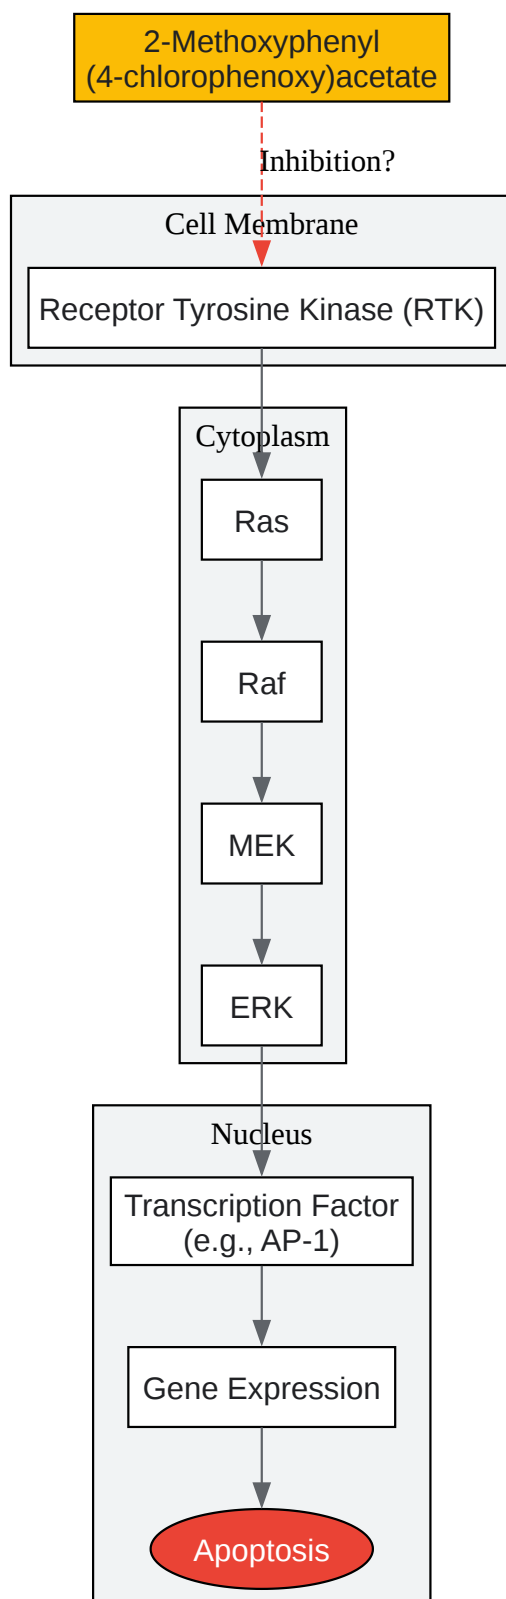 2-Methoxyphenyl
(4-chlorophenoxy)acetate
Inhibition?
Cell Membrane
Receptor Tyrosine Kinase (RTK)
Cytoplasm
Ras
Raf
MEK
ERK
Nucleus
Transcription Factor
(e.g., AP-1)
Gene Expression
Apoptosis